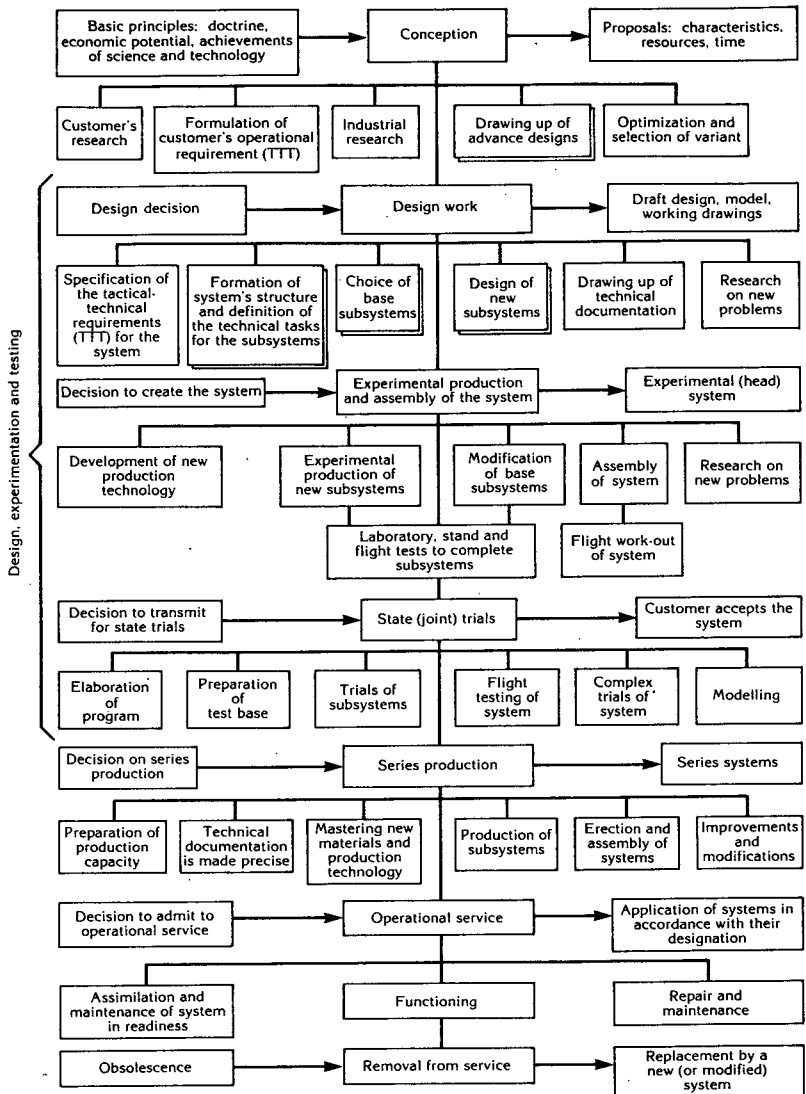 Basic principles: doctrine,
economic potential, achievements
of science and technology
Conception
Proposals: characteristics,
resources, time
Customer's
research
Formulation of
customer's operational
requirement (TTT)
Industrial
research
Drawing up of
advance designs
Optimization and
selection of variant
Design, experimentation and testing
Design decision
Design work
Draft design, model,
working drawings
Specification of
the tactical-
technical
requirements
(TTT) for the
system
Formation of
system's structure
and definition of
the technical tasks
for the subsystems
Choice of
base
subsystems
Design of
new
subsystems
Drawing up of
technical
documentation
Research
on new
problems
Decision to create the system
Experimental production
and assembly of the system
Experimental (head)
system
Development of new
production
technology
Experimental
production of
new subsystems
Modification
of base
subsystems
Assembly
of system
Research on
new problems
Laboratory, stand and
flight tests to complete
subsystems
Flight work-out
of system
Decision to transmit
for state trials
State (joint) trials
Customer accepts the
system
Elaboration
of
program
Preparation
of
test base
Trials of
subsystems
Flight
testing of
system
Complex
trials of
system
Modelling
Decision on series
production
Series production
Series systems
Preparation of
production
capacity
Technical
documentation
is made precise
Mastering new
materials and
production
technology
Production of
subsystems
Erection and
assembly of
systems
Improvements
and
modifications
Decision to admit to
operational service
Operational service
Application of systems in
accordance with their
designation
Assimilation and
maintenance of system
in readiness
Functioning
Repair and
maintenance
Obsolescence
Removal from service
Replacement by a
new (or modified)
system